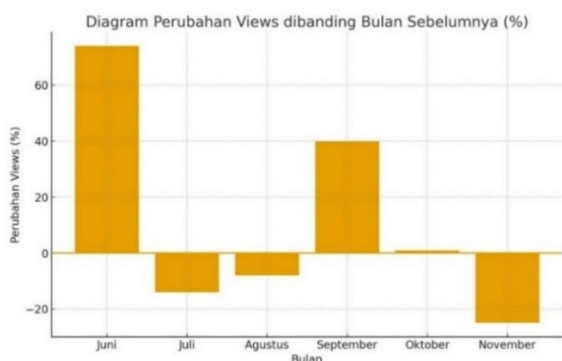 Diagram Perubahan Views dibanding Bulan Sebelumnya (%)
Perubahan Views (%)
60
40
20
0
−20
Juni Juli Agustus September Oktober November
Bulan